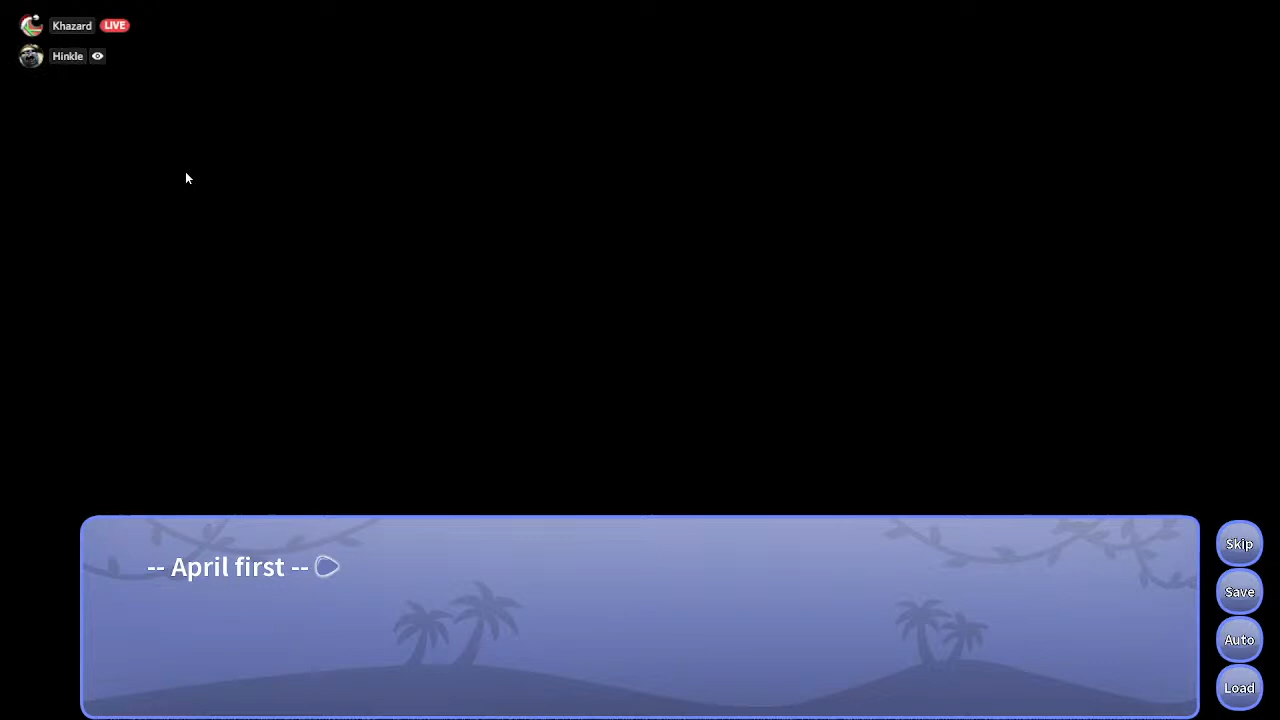 Khazard LIVE
Hinkle
-- April first --
Skip
Save
Auto
Load